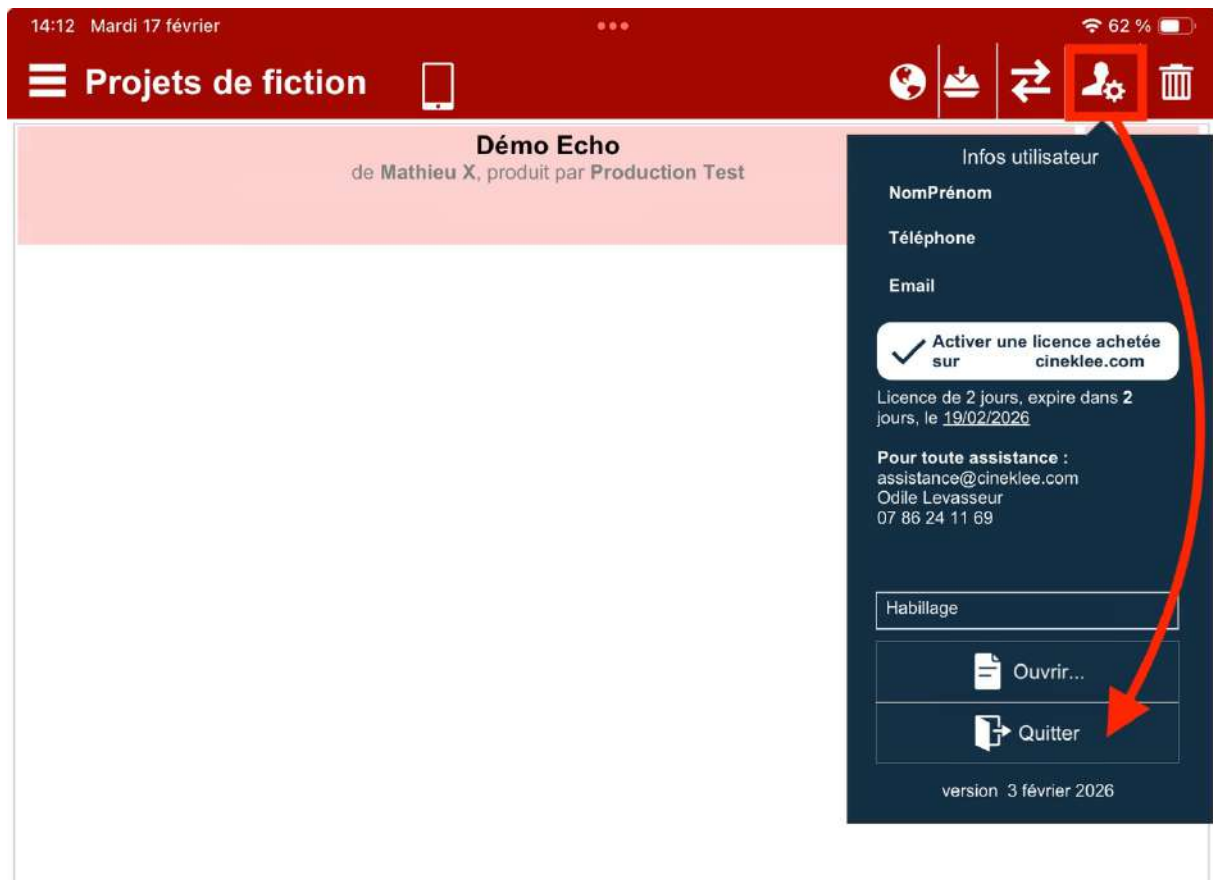 14:12 Mardi 17 février
62 %
Projets de fiction
Démo Echo
de Mathieu X, produit par Production Test
Infos utilisateur
NomPrénom
Téléphone
Email
Activer une licence achetée
sur cineklee.com
Licence de 2 jours, expire dans 2
jours, le 19/02/2026
Pour toute assistance :
assistance@cineklee.com
Odile Levasseur
07 86 24 11 69
Habillage
Ouvrir...
Quitter
version 3 février 2026